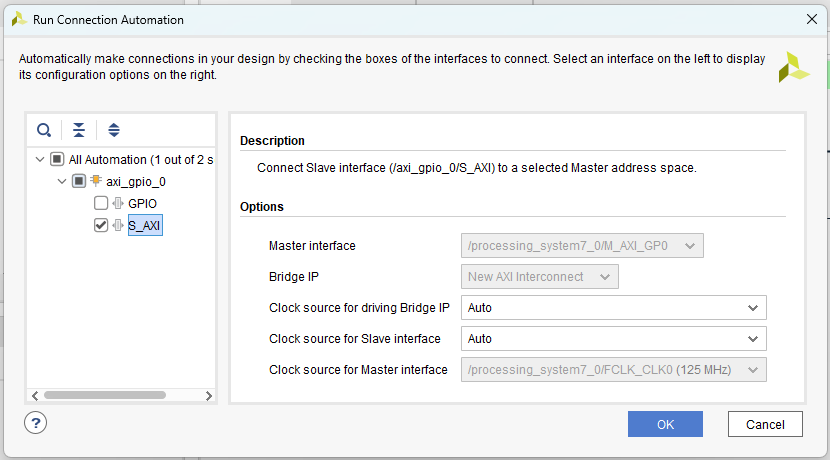 Run Connection Automation
Automatically make connections in your design by checking the boxes of the interfaces to connect. Select an interface on the left to display
its configuration options on the right.
All Automation (1 out of 2 s
axi_gpio_0
GPIO
S_AXI
Description
Connect Slave interface (/axi_gpio_0/S_AXI) to a selected Master address space.
Options
Master interface /processing_system7_0/M_AXI_GP0
Bridge IP New AXI Interconnect
Clock source for driving Bridge IP Auto
Clock source for Slave interface Auto
Clock source for Master interface /processing_system7_0/FCLK_CLK0 (125 MHz)
?
OK Cancel